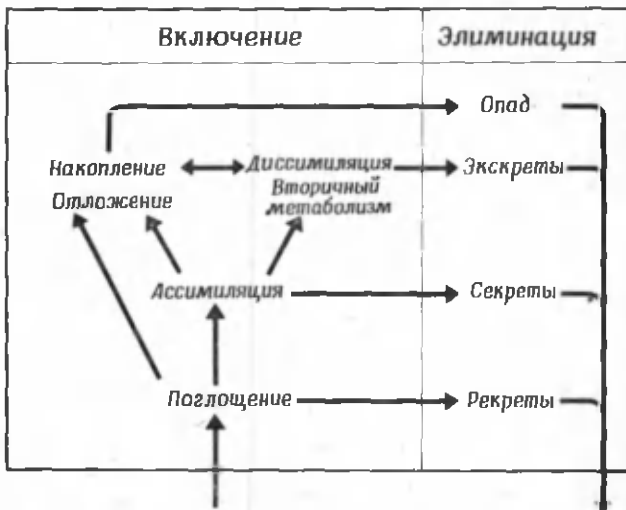 Включение
Элиминация
Опад
Накопление
Диссимиляция
Экскреты
Отложение
Вторичный
метаболизм
Ассимиляция
Секреты
Поглощение
Рекреты